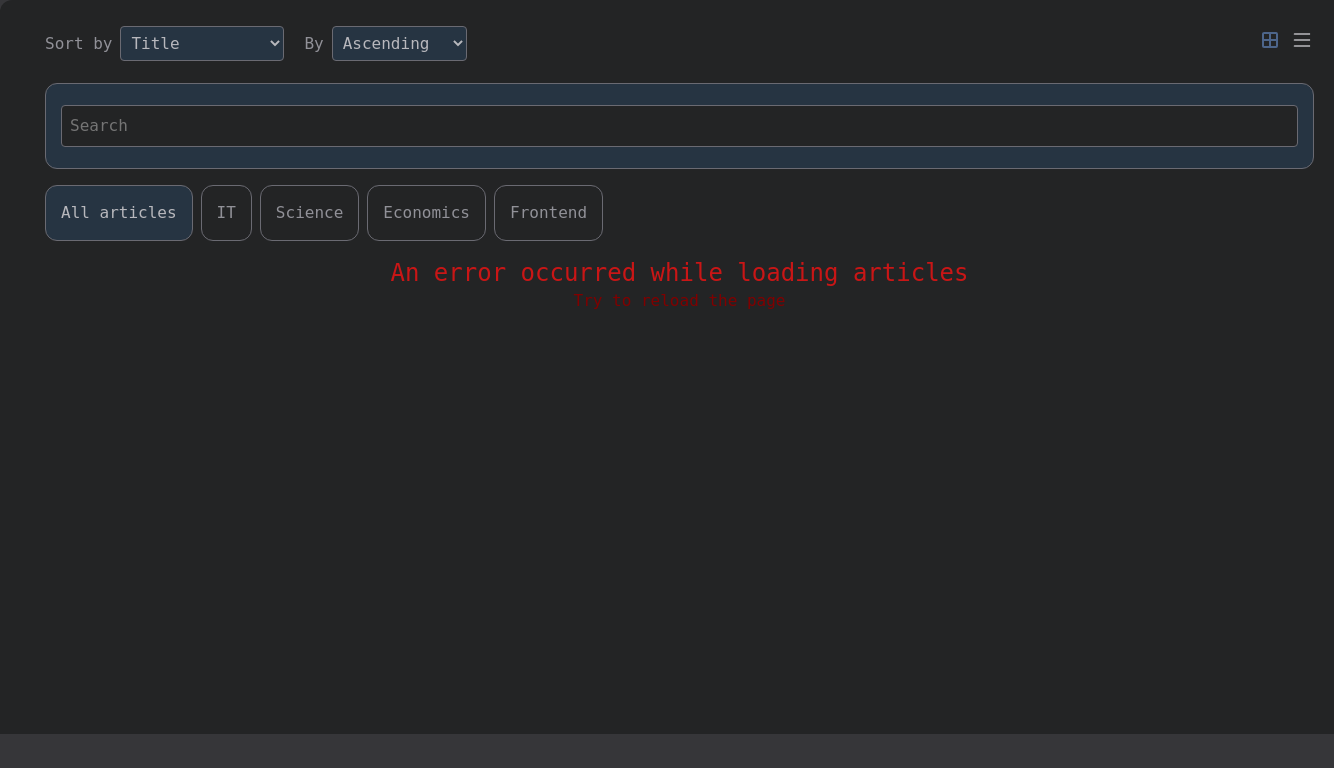 Sort by Title By Ascending
Search
All articles IT Science Economics Frontend
An error occurred while loading articles
Try to reload the page